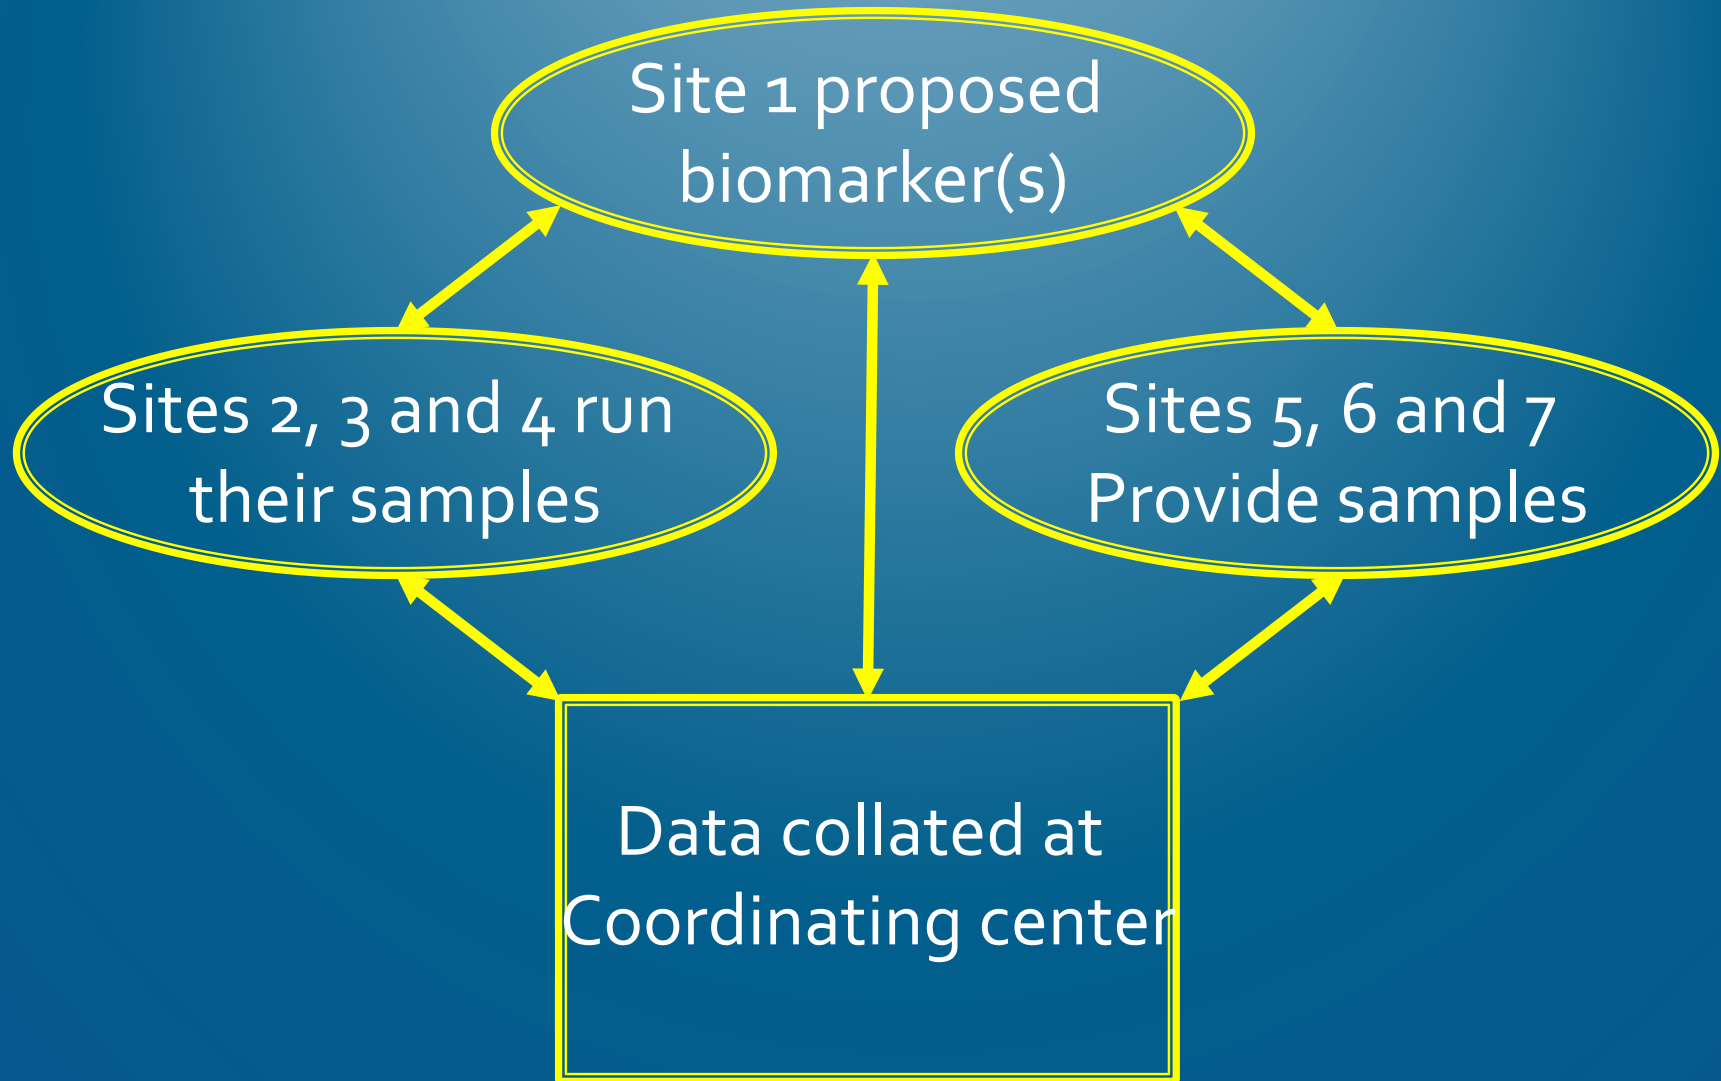 Site 1 proposed
biomarker(s)
Sites 2, 3 and 4 run
their samples
Sites 5, 6 and 7
Provide samples
Data collated at
Coordinating center